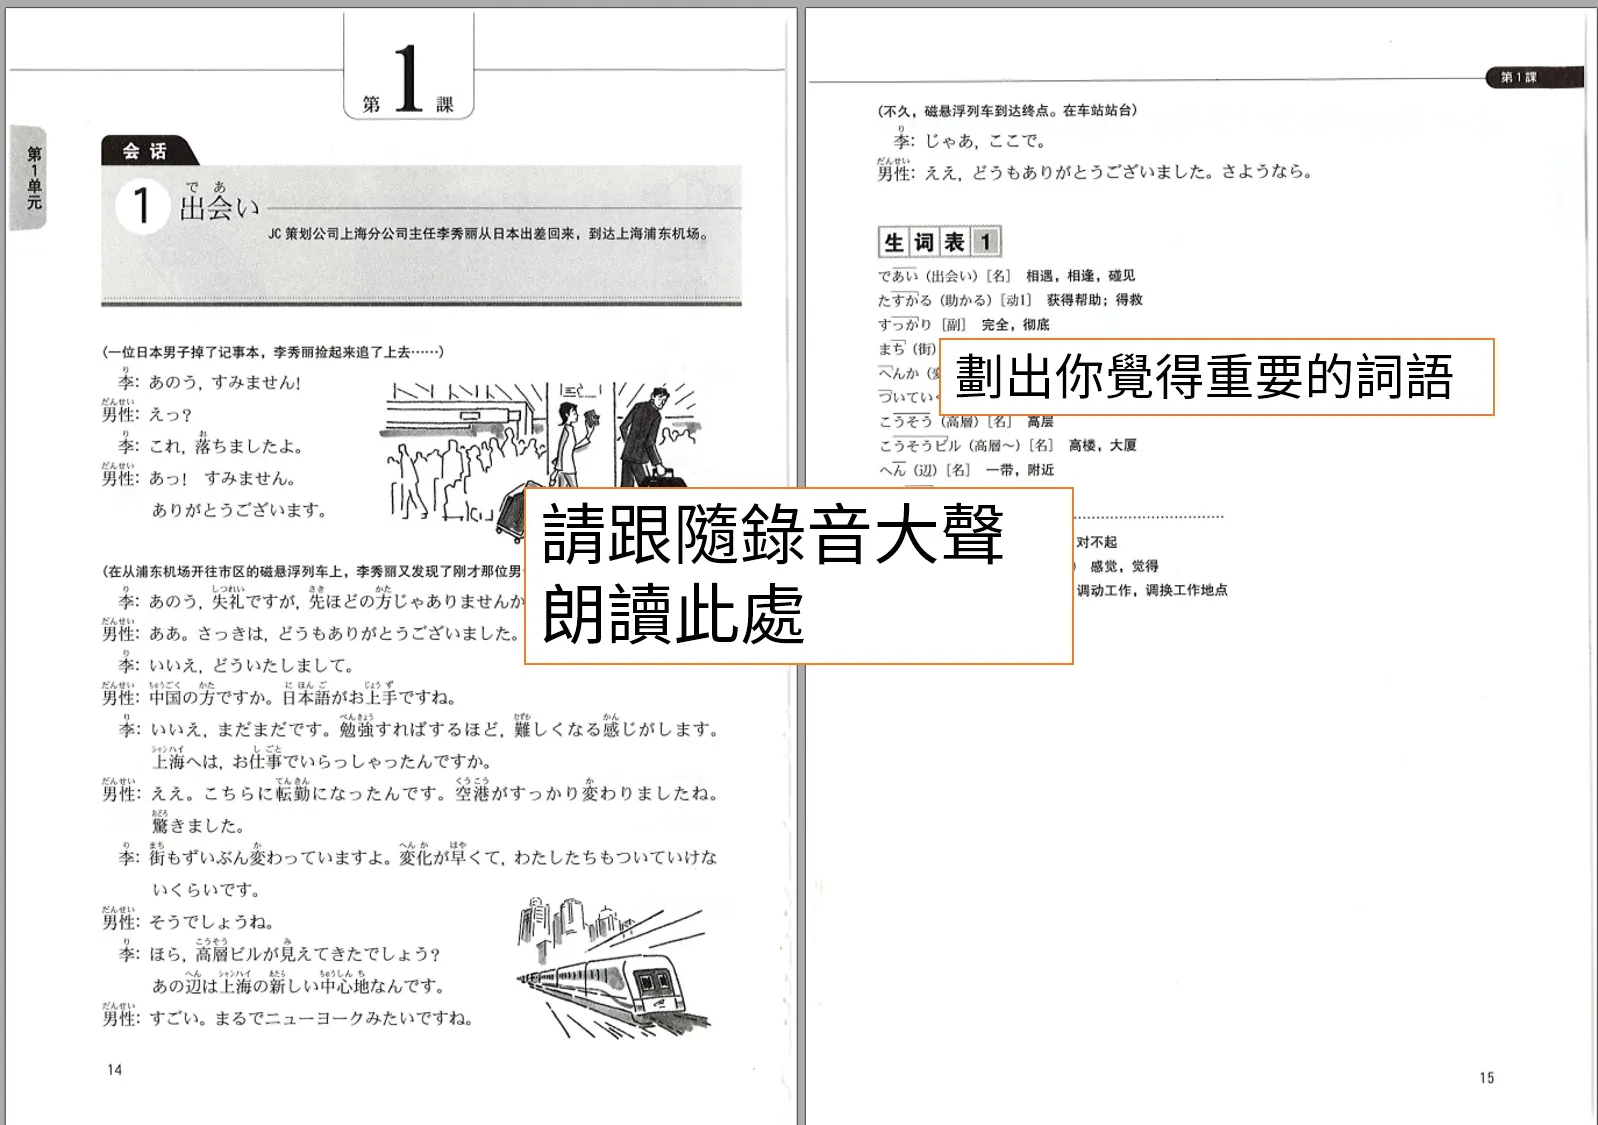 第1課
第1单元
会话
1 出会い
JC 策划公司上海分公司主任李秀丽从日本出差回来，到达上海浦东机场。
（一位日本男子掉了记事本，李秀丽捡起来追了上去……）
李：あのう，すみません!
男性：えっ?
李：これ，落ちましたよ。
男性：あっ! すみません。
ありがとうございます。
（在从浦东机场开往市区的磁悬浮列车上，李秀丽又发现了刚才那位男
李：あのう，失礼ですが，先ほどの方じゃありませんか
男性：ああ。さっきは，どうもありがとうございました。
李：いいえ，どういたしまして。
男性：中国の方ですか。日本語がお上手ですね。
李：いいえ，まだまだです。勉強すればするほど，難しくなる感じがします。
上海へは，お仕事でいらっしゃったんですか。
男性：ええ。こちらに転勤になったんです。空港がすっかり変わりましたね。
驚きました。
李：街もずいぶん変わっていますよ。変化が早くて，わたしたちもついていけな
いくらいです。
男性：そうでしょうね。
李：ほら，高層ビルが見えてきたでしょう?
あの辺は上海の新しい中心地なんです。
男性：すごい。まるでニューヨークみたいですね。
14
第1課
（不久，磁悬浮列车到达终点。在车站站台）
李：じゃあ，ここで。
男性：ええ，どうもありがとうございました。さようなら。
生词表1
であい（出会い）[名] 相遇，相逢，碰见
たすかる（助かる）[动1] 获得帮助；得救
すっかり [副] 完全，彻底
まち（街）
へんか（変
ついてい
劃出你覺得重要的詞語
こうそう（高層）[名] 高层
こうそうビル（高層～）[名] 高楼，大厦
へん（辺）[名] 一带，附近
請跟隨錄音大聲
朗讀此處
对不起
） 感觉，觉得
调动工作，调换工作地点
15